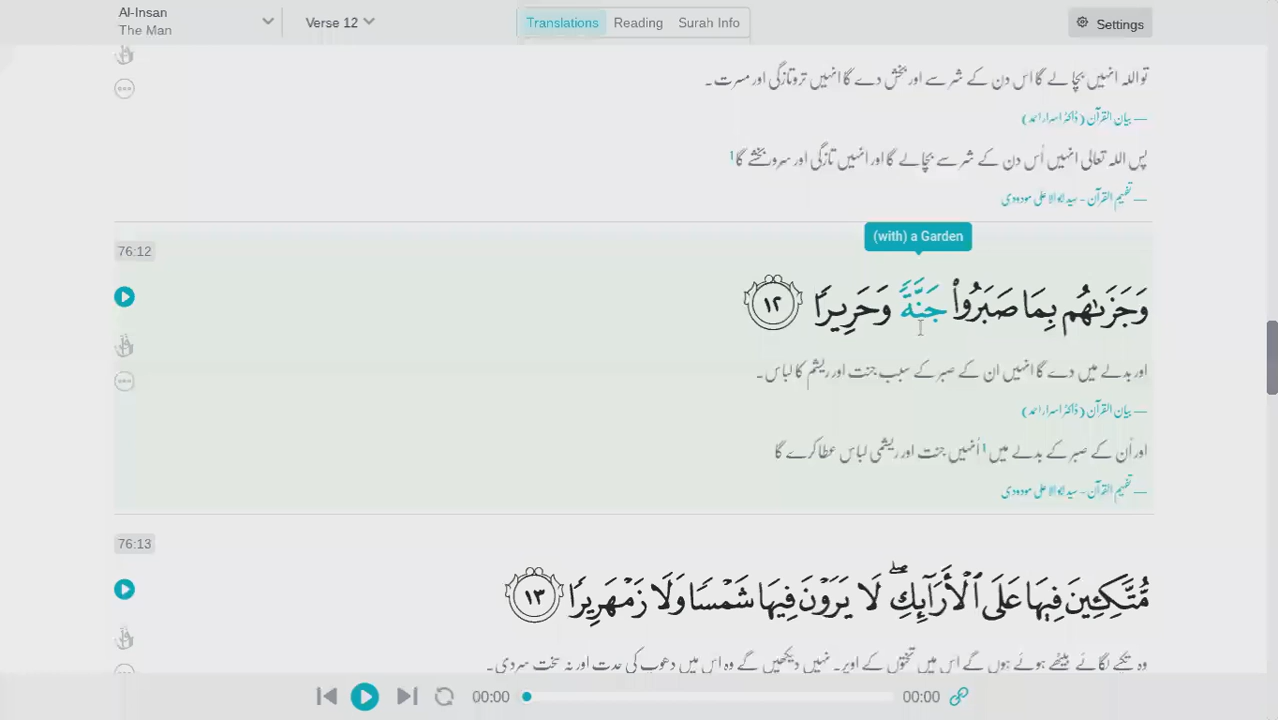 Al-Insan
The Man
Verse 12
Translations Reading Surah Info
Settings
تو اللہ انہیں بچا لے گا اس دن کے شر سے اور بخش دے گا انہیں تروتازگی اور مسرت۔
— بیان القرآن (ڈاکٹر اسرار احمد)
پس اللہ تعالیٰ انہیں اُس دن کے شر سے بچالے گا اور انہیں تازگی اور سرور بخشے گا 1
— تفہیم القرآن - سید ابو الاعلی مودودی
76:12
(with) a Garden
وَجَزَىٰهُم بِمَا صَبَرُوا۟ جَنَّةً وَحَرِيرًا ١٢
اور بدلے میں دے گا انہیں ان کے صبر کے سبب جنت اور ریشم کا لباس۔
— بیان القرآن (ڈاکٹر اسرار احمد)
اور اُن کے صبر کے بدلے میں 1 اُنہیں جنت اور ریشمی لباس عطا کرے گا
— تفہیم القرآن - سید ابو الاعلی مودودی
76:13
مُّتَّكِـِٔينَ فِيهَا عَلَى ٱلْأَرَآئِكِ ۖ لَا يَرَوْنَ فِيهَا شَمْسًا وَلَا زَمْهَرِيرًا ١٣
وہ تکیے لگائے بیٹھے ہوئے ہوں گے اس میں تختوں کے اوپر۔ نہیں دیکھیں گے وہ اس میں دھوپ کی حدت اور نہ سخت سردی۔
00:00 00:00